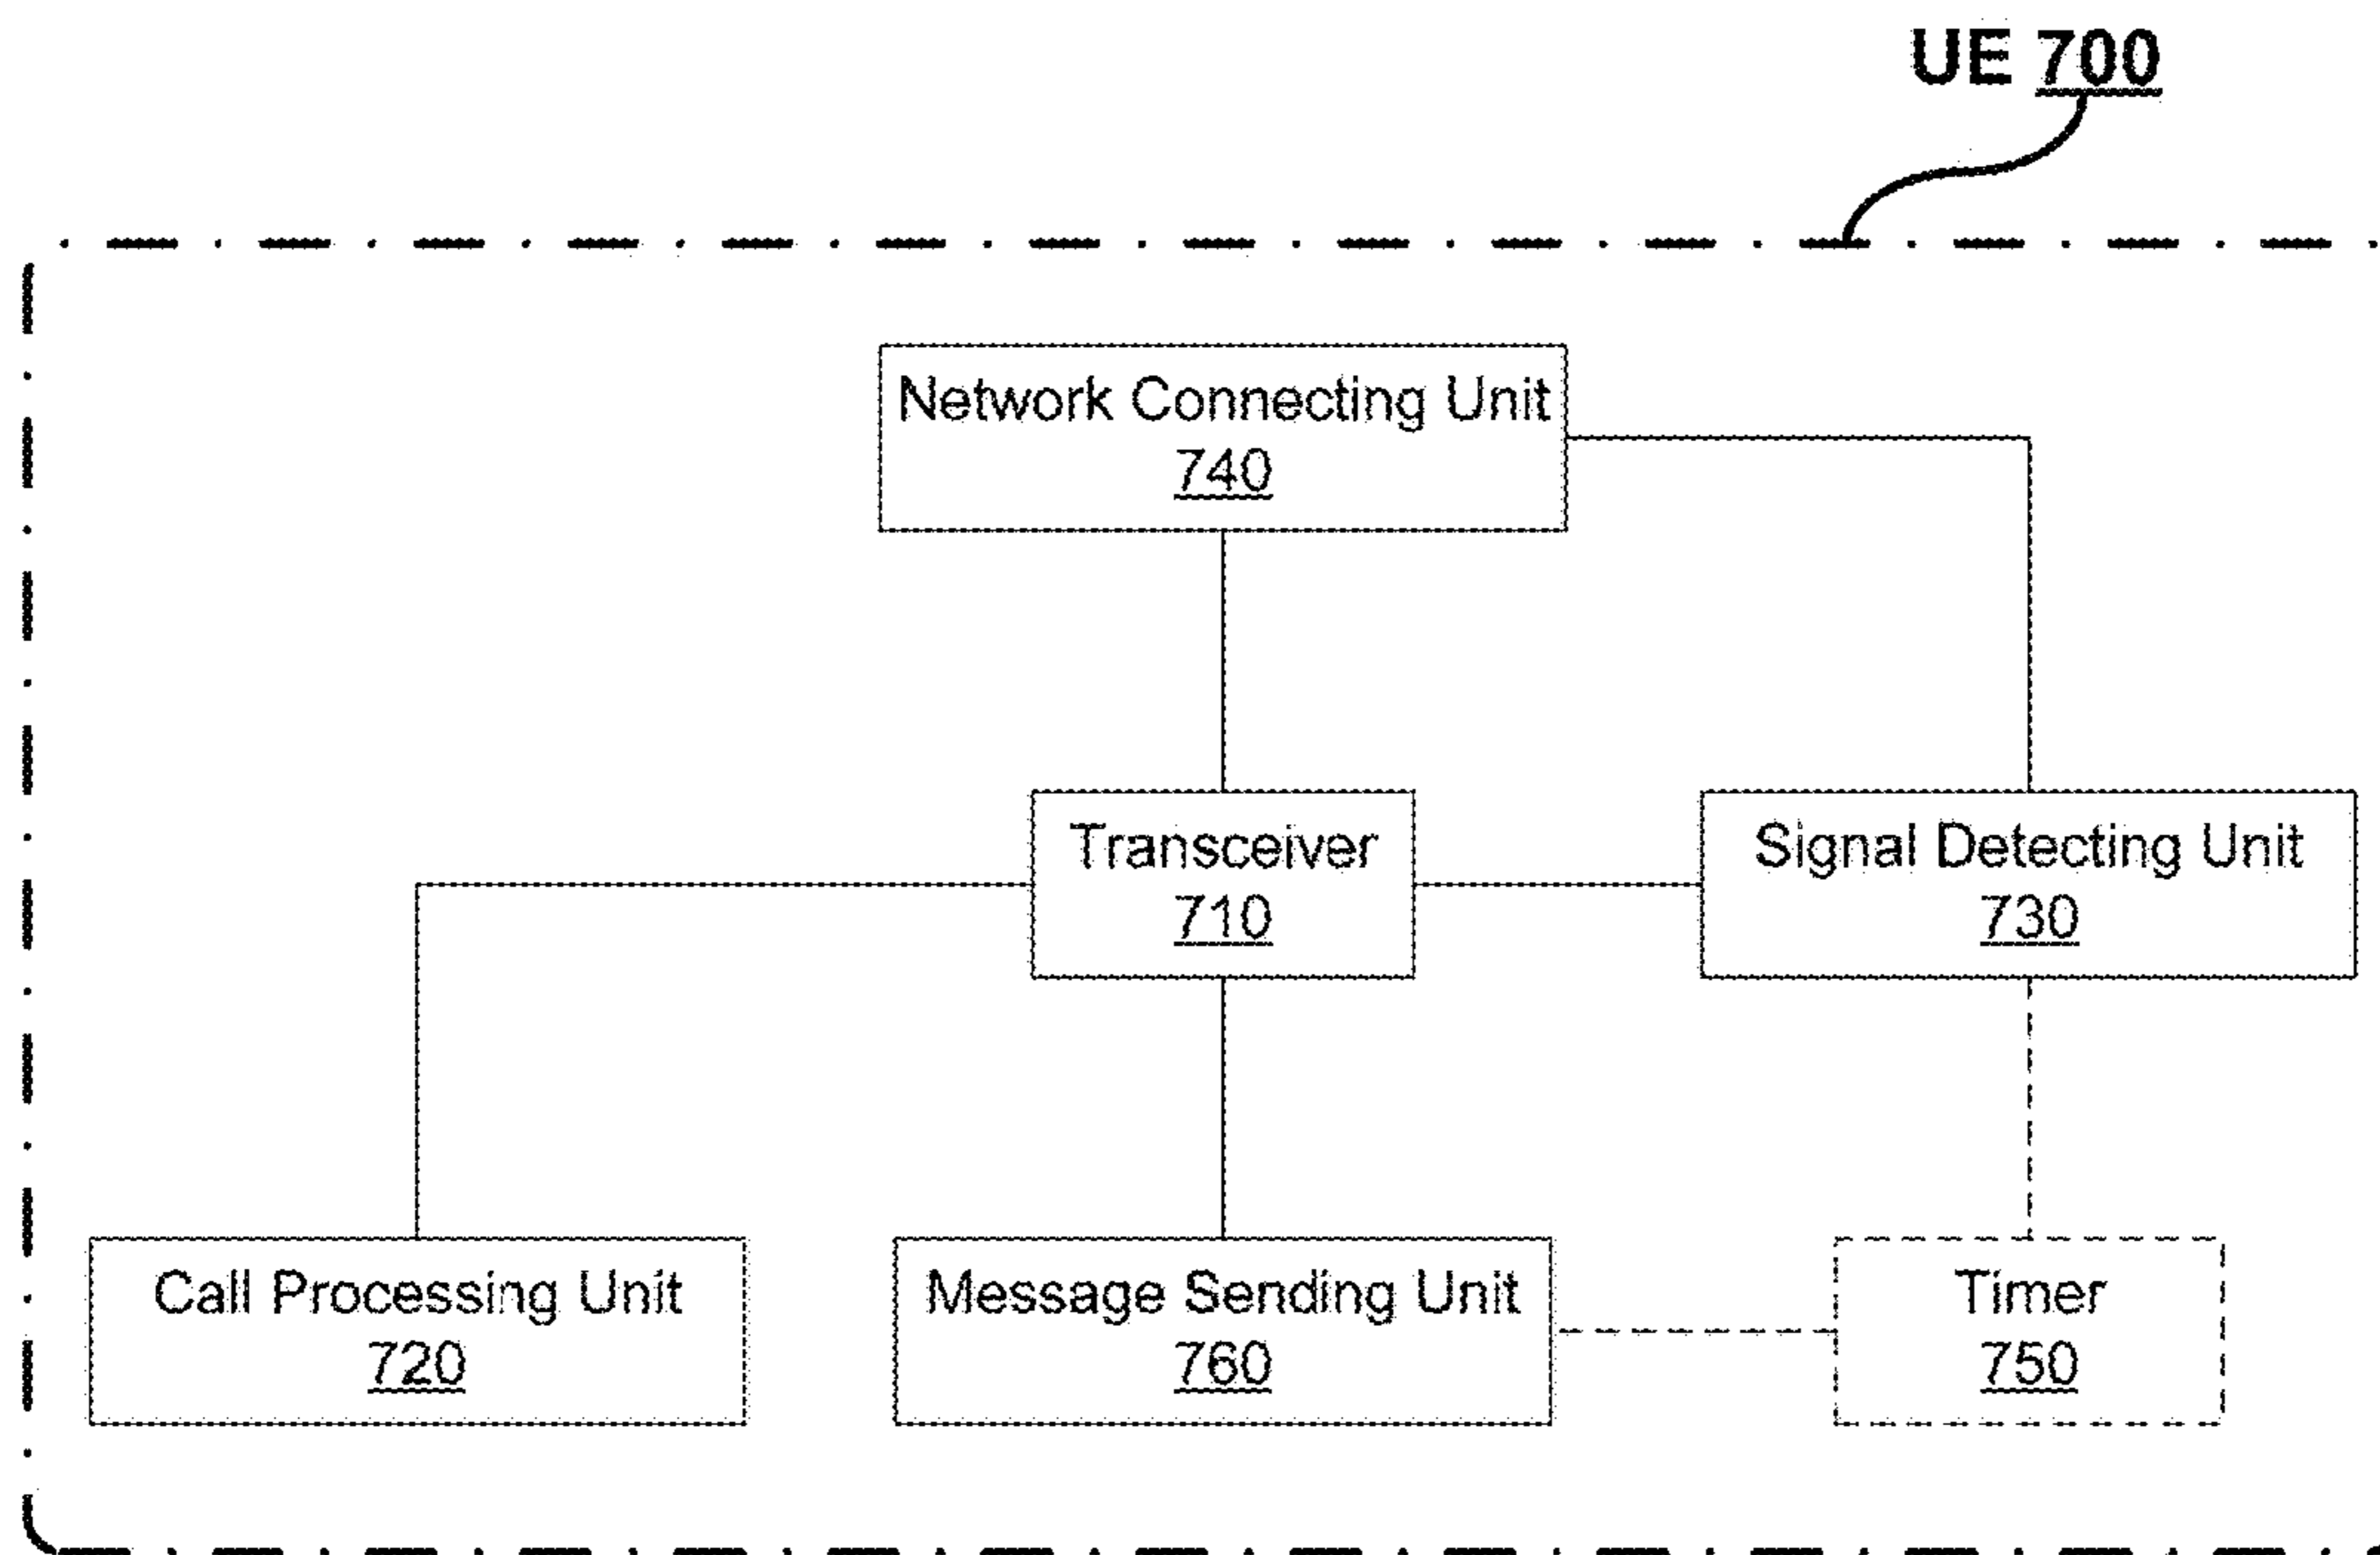 UE 700
Network Connecting Unit
740
Transceiver
710
Signal Detecting Unit
730
Call Processing Unit
720
Message Sending Unit
760
Timer
750